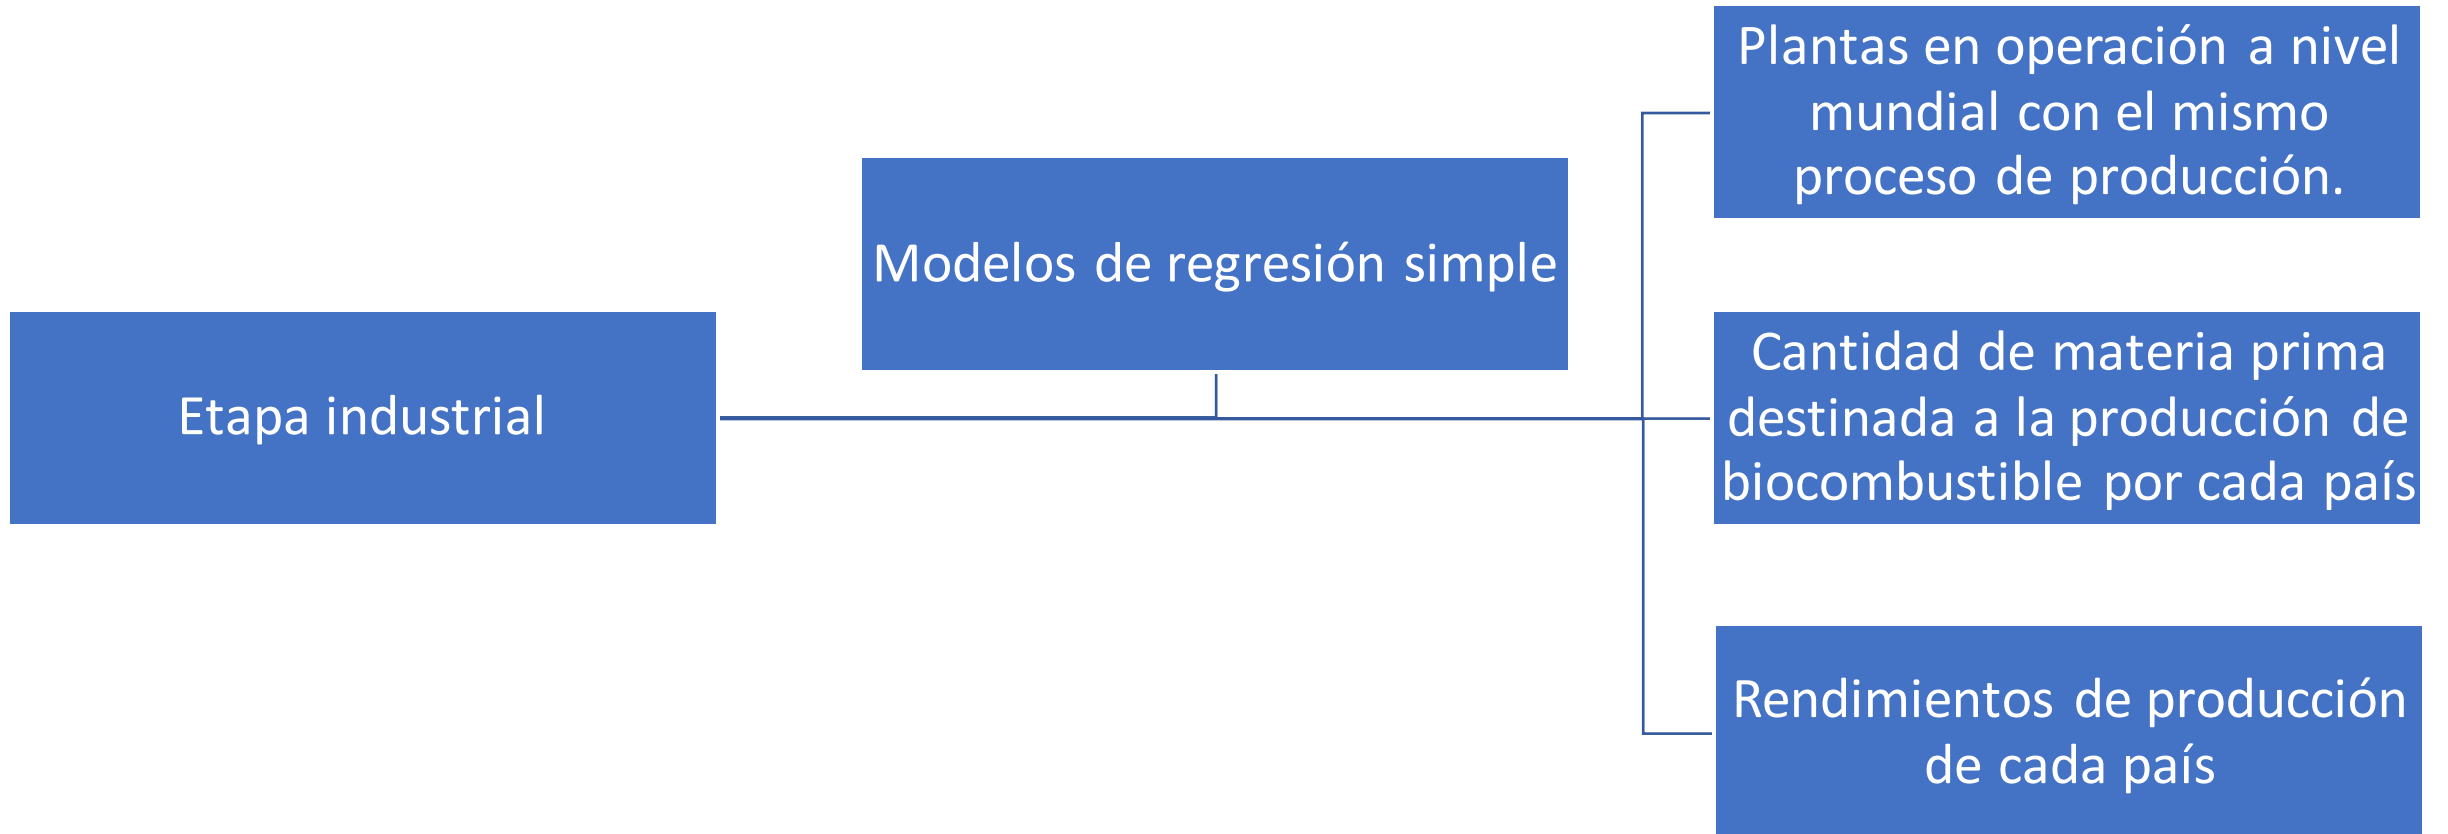 Etapa industrial
Modelos de regresión simple
Plantas en operación a nivel
mundial con el mismo
proceso de producción.
Cantidad de materia prima
destinada a la producción de
biocombustible por cada país
Rendimientos de producción
de cada país